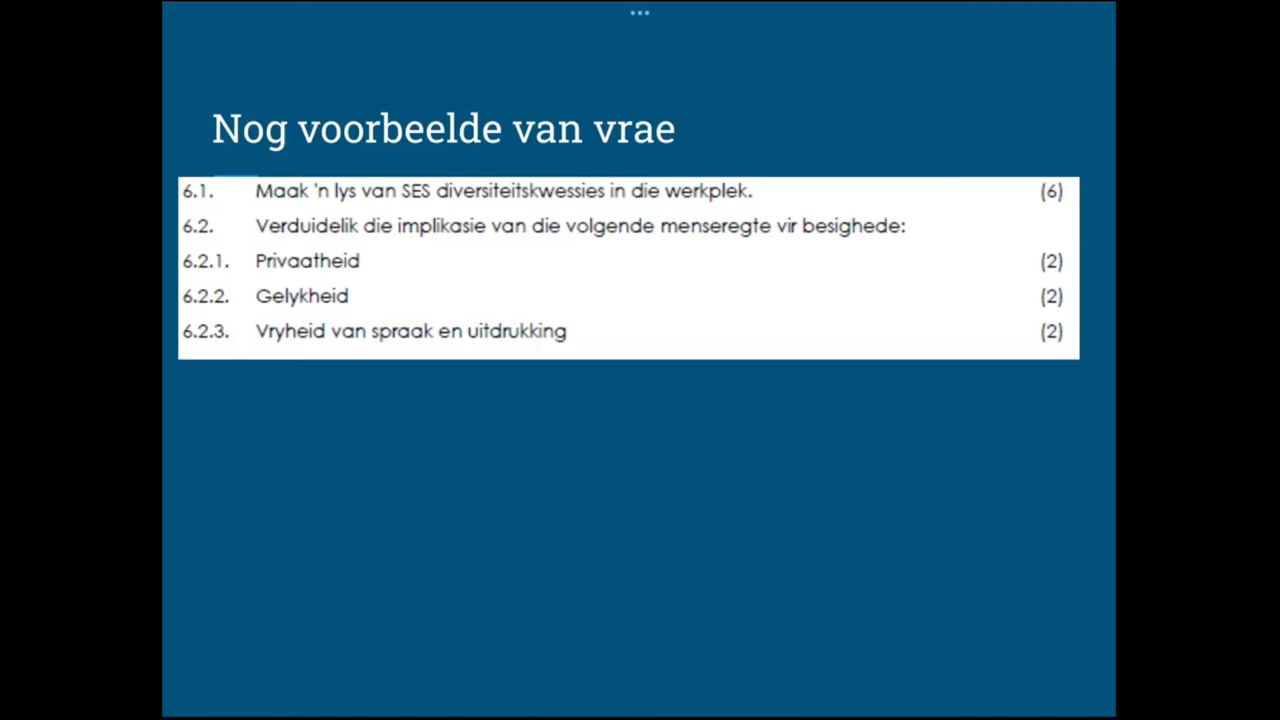 Nog voorbeelde van vrae
6.1. Maak 'n lys van SES diversiteitskwessies in die werkplek. (6)
6.2. Verduidelik die implikasie van die volgende menseregte vir besighede:
6.2.1. Privaatheid (2)
6.2.2. Gelykheid (2)
6.2.3. Vryheid van spraak en uitdrukking (2)